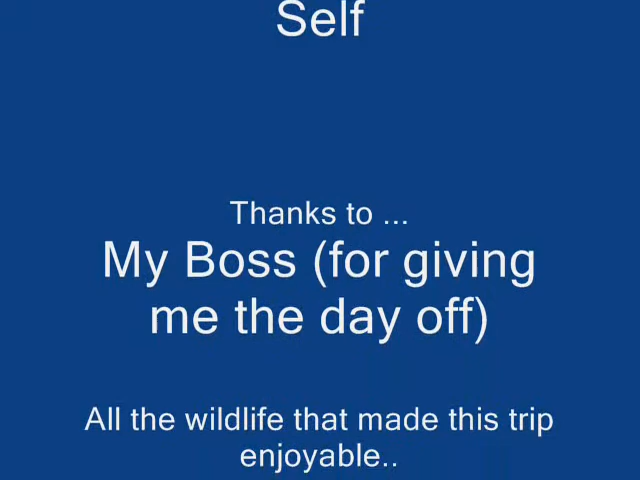 Self
Thanks to ...
My Boss (for giving
me the day off)
All the wildlife that made this trip
enjoyable..